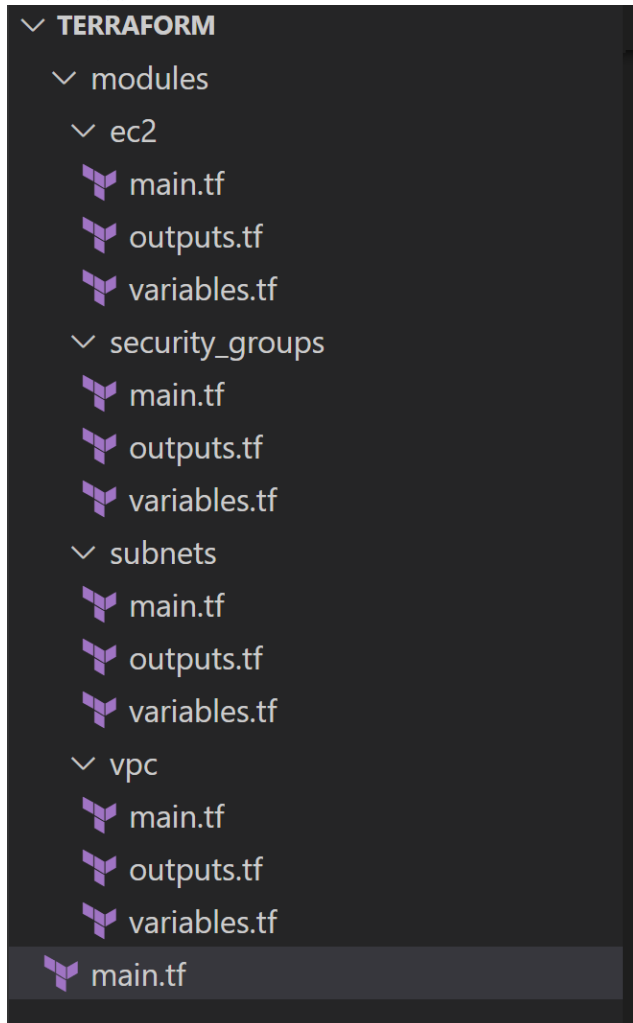 TERRAFORM
modules
ec2
main.tf
outputs.tf
variables.tf
security_groups
main.tf
outputs.tf
variables.tf
subnets
main.tf
outputs.tf
variables.tf
vpc
main.tf
outputs.tf
variables.tf
main.tf